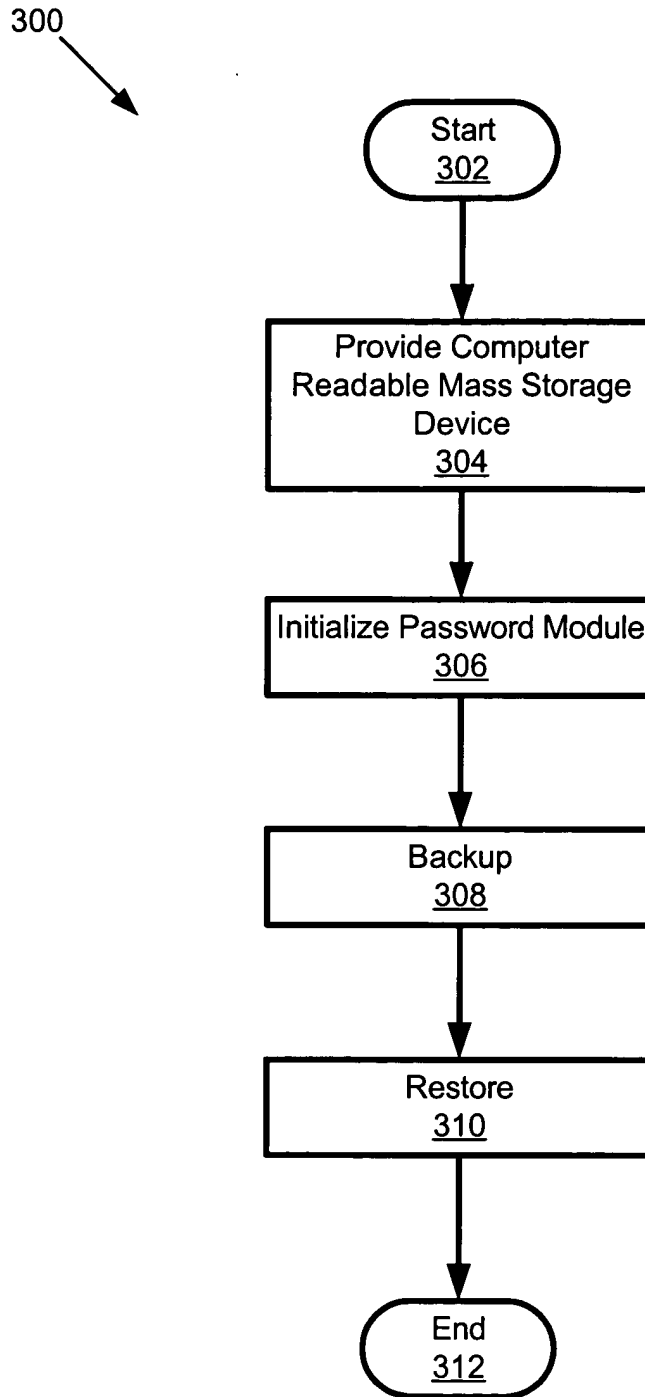 300
Start
302
Provide Computer
Readable Mass Storage
Device
304
Initialize Password Module
306
Backup
308
Restore
310
End
312